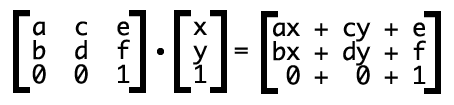 a c e x ax + cy + e
b d f • y = bx + dy + f
0 0 1 1 0 + 0 + 1